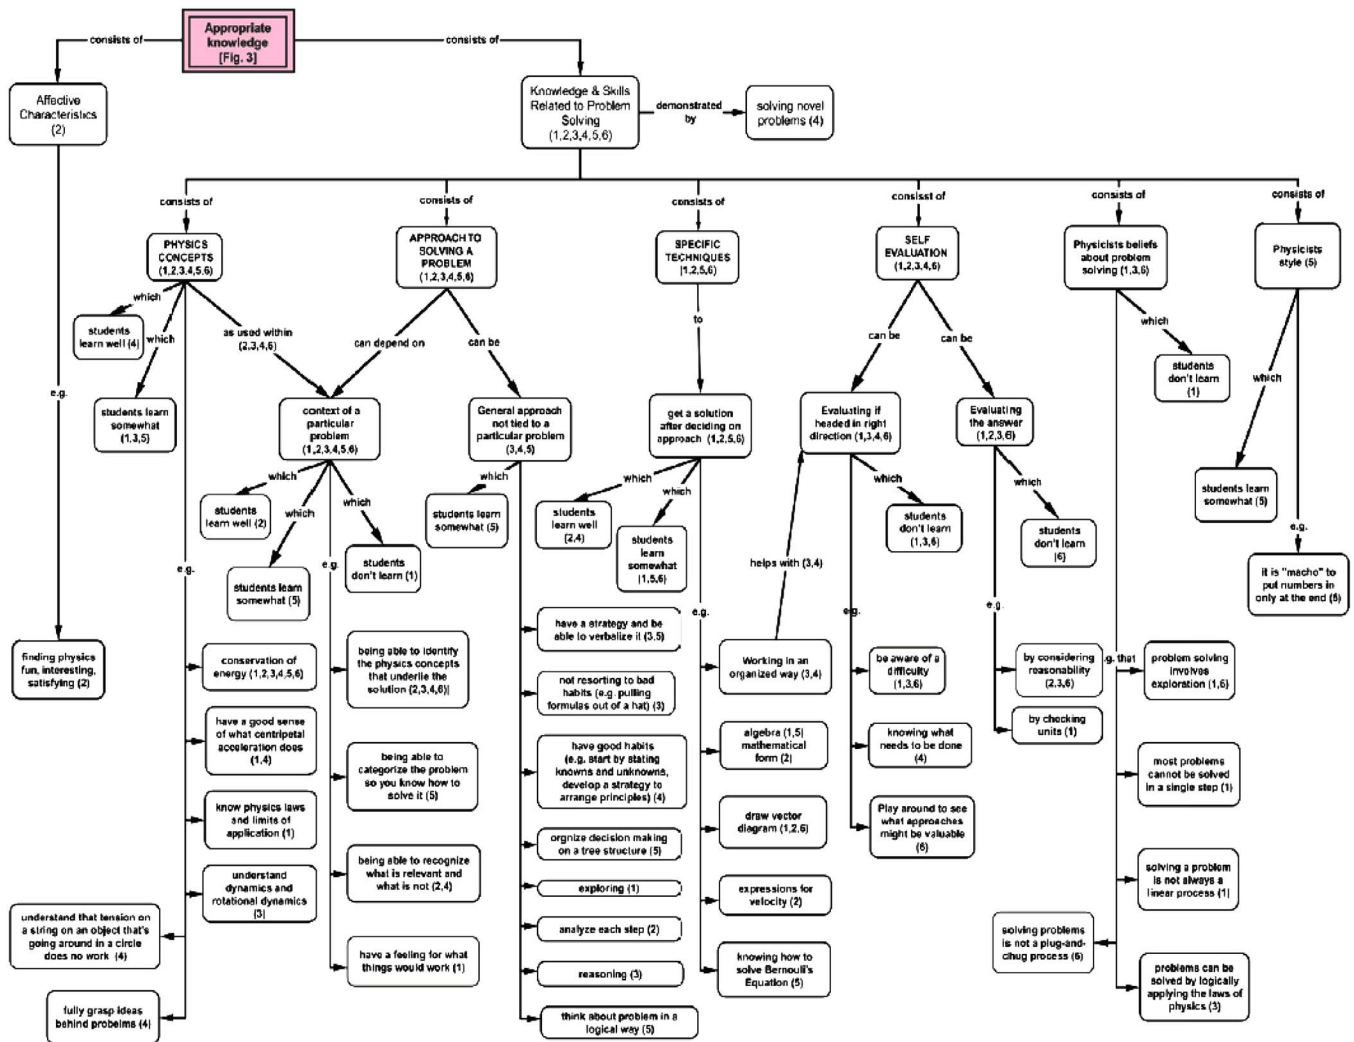 Appropriate
knowledge
[Fig. 3]
consists of
consists of
Affective
Characteristics
(2)
Knowledge & Skills
Related to Problem
Solving
(1,2,3,4,5,6)
demonstrated
by
solving novel
problems (4)
consists of
consists of
consists of
consisst of
consists of
consists of
PHYSICS
CONCEPTS
(1,2,3,4,5,6)
APPROACH TO
SOLVING A
PROBLEM
(1,2,3,4,5,6)
SPECIFIC
TECHNIQUES
(1,2,5,6)
SELF
EVALUATION
(1,2,3,4,6)
Physicists beliefs
about problem
solving (1,3,6)
Physicists
style (5)
which
students
learn well (4)
which
students learn
somewhat
(1,3,5)
as used within
(2,3,4,6)
can depend on
can be
to
can be
can be
which
students
don't learn
(1)
which
e.g.
context of a
particular
problem
(1,2,3,4,5,6)
General approach
not tied to a
particular problem
(3,4,5)
get a solution
after deciding on
approach (1,2,5,6)
Evaluating if
headed in right
direction (1,3,4,6)
Evaluating
the answer
(1,2,3,6)
which
students
learn well (2)
which
students learn
somewhat (5)
which
students
don't learn (1)
which
students learn
somewhat (5)
which
students
learn well
(2,4)
which
students
learn
somewhat
(1,5,6)
which
students
don't learn
(1,3,6)
which
students
don't learn
(6)
students learn
somewhat (5)
e.g.
it is "macho" to
put numbers in
only at the end (5)
e.g.
e.g.
e.g.
helps with (3,4)
e.g.
e.g.
.g. that
finding physics
fun, interesting,
satisfying (2)
conservation of
energy (1,2,3,4,5,6)
have a good sense
of what centripetal
acceleration does
(1,4)
know physics laws
and limits of
application (1)
understand
dynamics and
rotational dynamics
(3)
understand that tension on
a string on an object that's
going around in a circle
does no work (4)
fully grasp ideas
behind probelms (4)
being able to identify
the physics concepts
that underlie the
solution (2,3,4,6)
being able to
categorize the problem
so you know how to
solve it (5)
being able to recognize
what is relevant and
what is not (2,4)
have a feeling for what
things would work (1)
have a strategy and be
able to verbalize it (3,5)
not resorting to bad
habits (e.g. pulling
formulas out of a hat) (3)
have good habits
(e.g. start by stating
knowns and unknowns,
develop a strategy to
arrange principles) (4)
orgnize decision making
on a tree structure (5)
exploring (1)
analyze each step (2)
reasoning (3)
think about problem in a
logical way (5)
Working in an
organized way (3,4)
algebra (1,5)
mathematical
form (2)
draw vector
diagram (1,2,6)
expressions for
velocity (2)
knowing how to
solve Bernouli's
Equation (5)
be aware of a
difficulty
(1,3,6)
knowing what
needs to be done
(4)
Play around to see
what approaches
might be valuable
(6)
by considering
reasonability
(2,3,6)
by checking
units (1)
problem solving
involves
exploration (1,6)
most problems
cannot be solved
in a single step (1)
solving a problem
is not always a
linear process (1)
solving problems
is not a plug-and-
chug process (6)
problems can be
solved by logically
applying the laws of
physics (3)